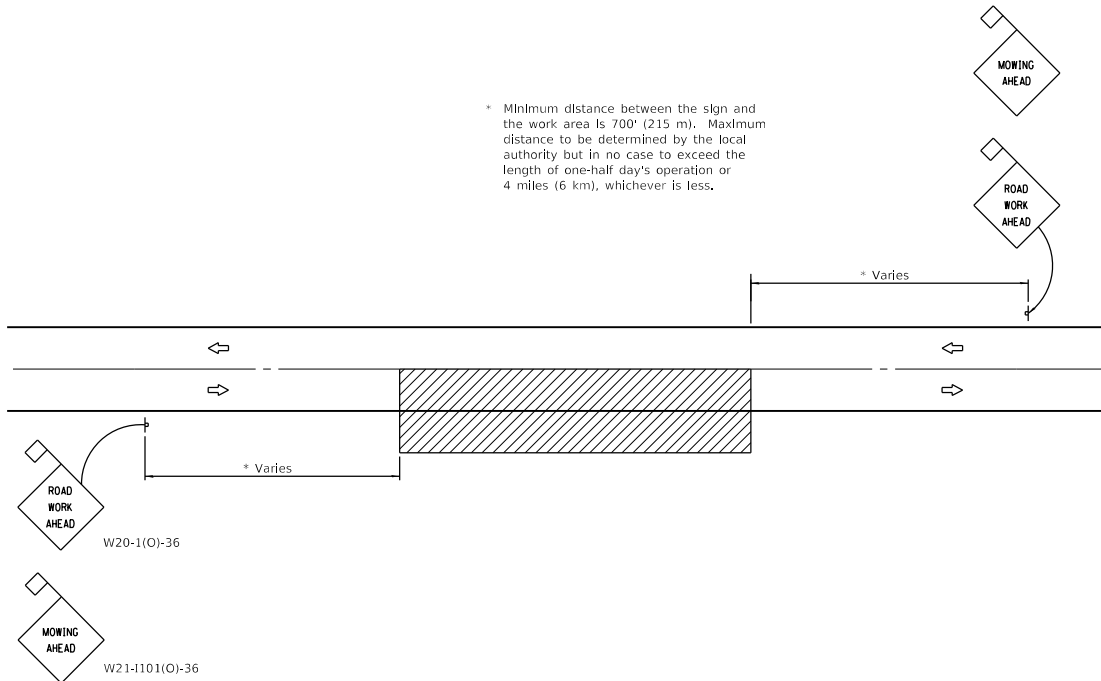 MOWING
AHEAD
* Minimum distance between the sign and
the work area is 700' (215 m). Maximum
distance to be determined by the local
authority but in no case to exceed the
length of one-half day's operation or
4 miles (6 km), whichever is less.
ROAD
WORK
AHEAD
* Varies
* Varies
ROAD
WORK
AHEAD
W20-1(O)-36
MOWING
AHEAD
W21-I101(O)-36